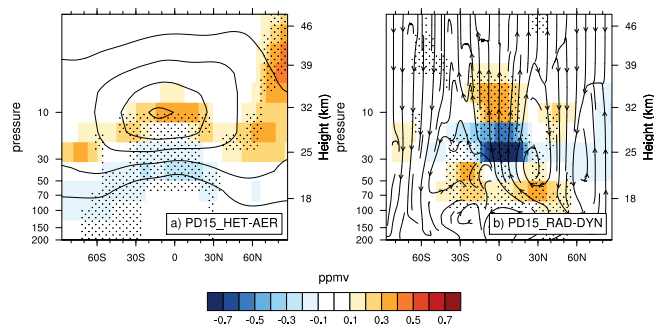 46
39
10
32
30
25
50
70
18
100
150
200
pressure
Height (km)
a) PD15_HET-AER
60S 30S 0 30N 60N
46
39
10
32
30
25
50
70
18
100
150
200
pressure
Height (km)
b) PD15_RAD-DYN
60S 30S 0 30N 60N
ppmv
-0.7 -0.5 -0.3 -0.1 0.1 0.3 0.5 0.7